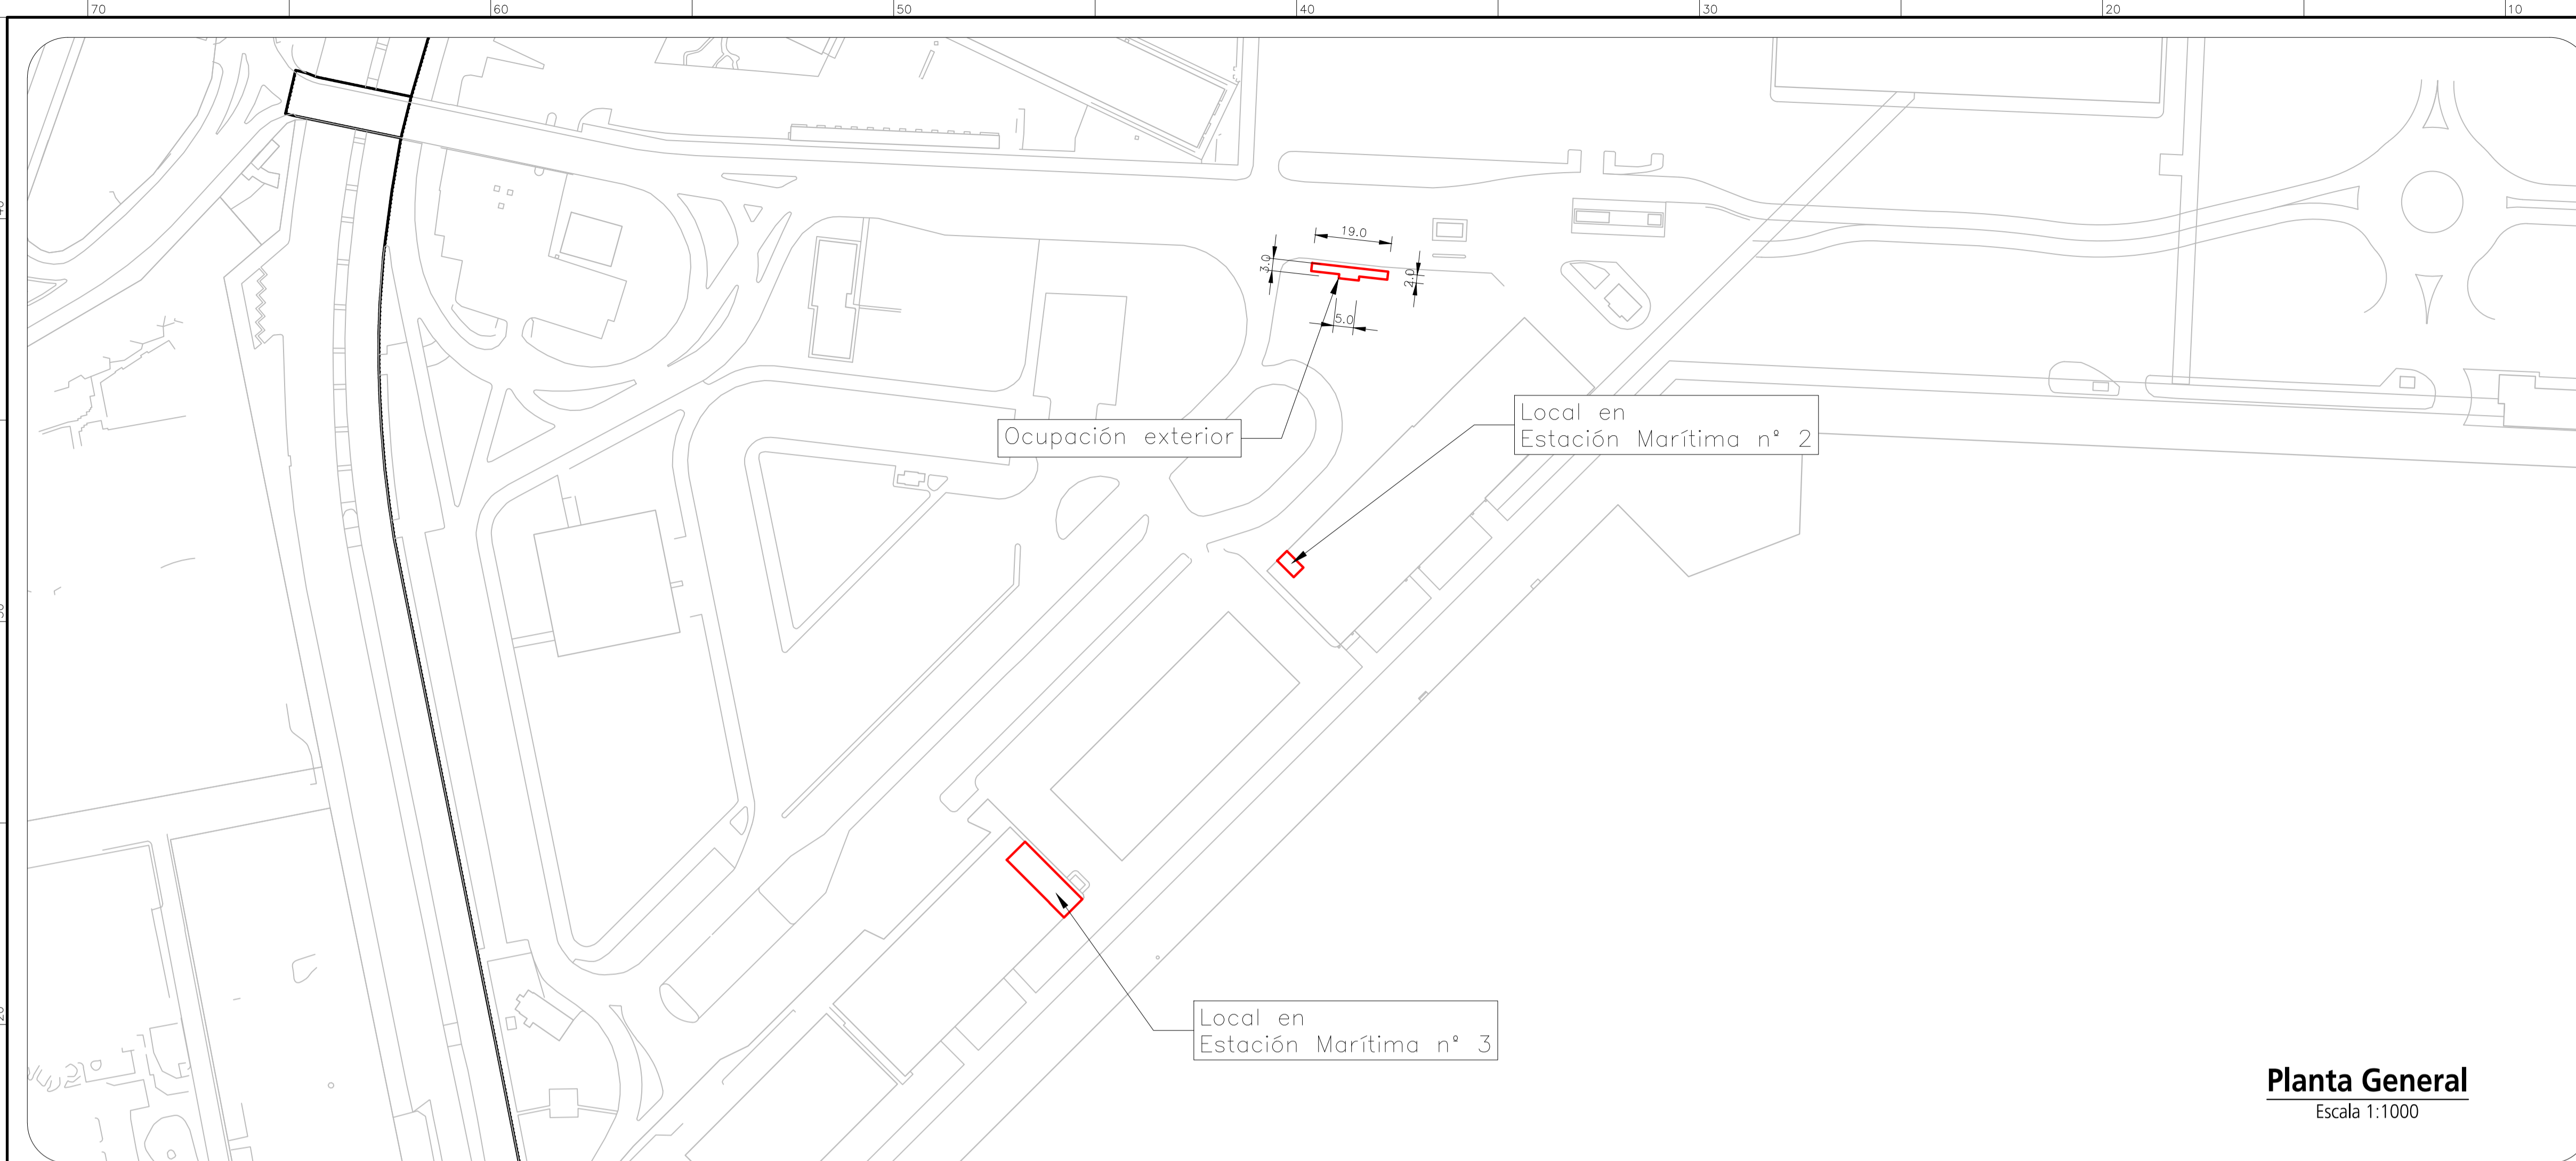 70
60
50
40
30
20
10
40
19.0
3.0
2.0
5.0
Ocupación exterior
Local en
Estación Marítima nº 2
Local en
Estación Marítima nº 3
Planta General
Escala 1:1000